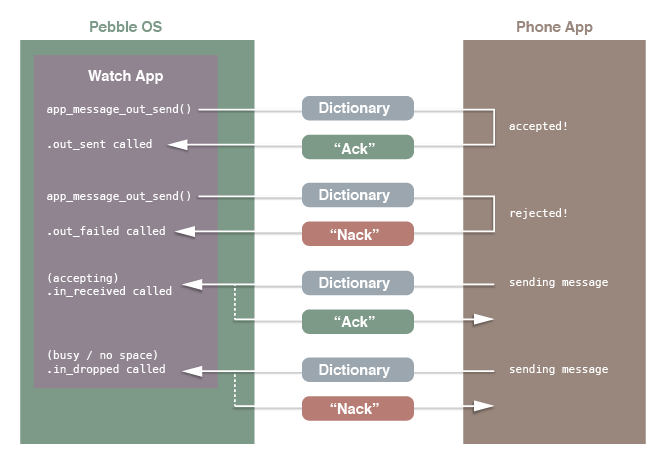 Pebble OS
Phone App
Watch App
app_message_out_send()
Dictionary
accepted!
.out_sent called
“Ack”
app_message_out_send()
Dictionary
rejected!
.out_failed called
“Nack”
(accepting)
.in_received called
Dictionary
sending message
“Ack”
(busy / no space)
.in_dropped called
Dictionary
sending message
“Nack”